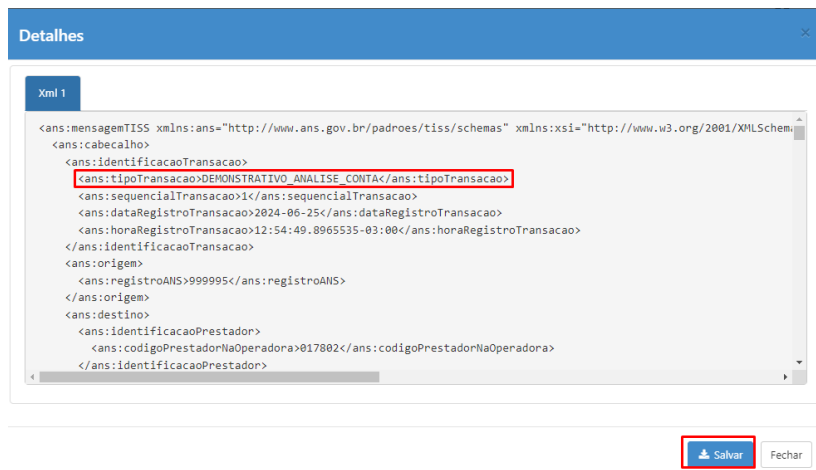 Detalhes
×
Xml 1
<ans:mensagemTISS xmlns:ans="http://www.ans.gov.br/padroes/tiss/schemas" xmlns:xsi="http://www.w3.org/2001/XMLSchem
<ans:cabecalho>
<ans:identificacaoTransacao>
<ans:tipoTransacao>DEMONSTRATIVO_ANALISE_CONTA</ans:tipoTransacao>
<ans:sequencialTransacao>1</ans:sequencialTransacao>
<ans:dataRegistroTransacao>2024-06-25</ans:dataRegistroTransacao>
<ans:horaRegistroTransacao>12:54:49.8965535-03:00</ans:horaRegistroTransacao>
</ans:identificacaoTransacao>
<ans:origem>
<ans:registroANS>999995</ans:registroANS>
</ans:origem>
<ans:destino>
<ans:identificacaoPrestador>
<ans:codigoPrestadorNaOperadora>017802</ans:codigoPrestadorNaOperadora>
</ans:identificacaoPrestador>
Salvar
Fechar